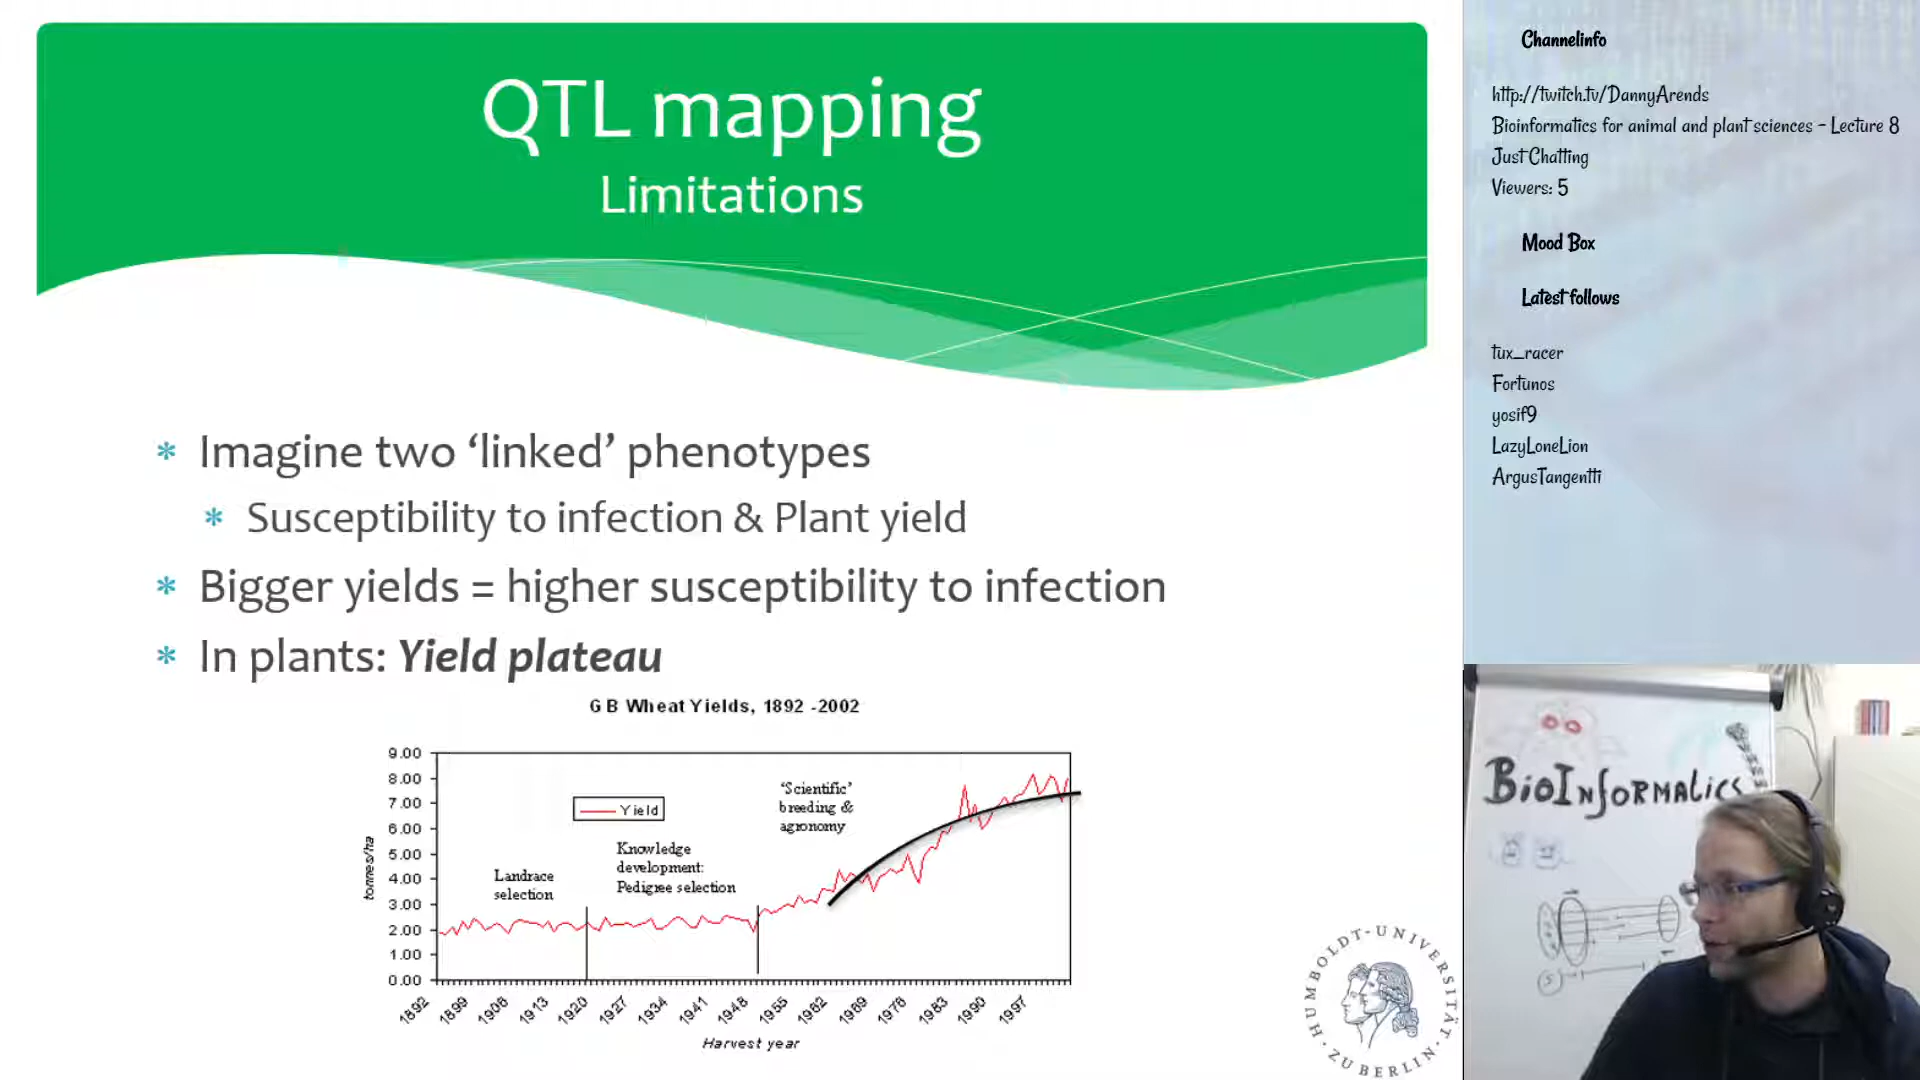 QTL mapping
Limitations
* Imagine two ‘linked’ phenotypes
* Susceptibility to infection & Plant yield
* Bigger yields = higher susceptibility to infection
* In plants: Yield plateau
G B Wheat Yields, 1892 -2002
9.00
8.00
7.00
6.00
5.00
4.00
3.00
2.00
1.00
0.00
tonnes/ha
Yield
Landrace
selection
Knowledge
development:
Pedigree selection
‘Scientific’
breeding &
agronomy
1892
1899
1906
1913
1920
1927
1934
1941
1948
1955
1962
1969
1976
1983
1990
1997
Harvest year
HUMBOLDT-UNIVERSITÄT
· ZU BERLIN ·
Channelinfo
http://twitch.tv/DannyArends
Bioinformatics for animal and plant sciences - Lecture 8
Just Chatting
Viewers: 5
Mood Box
Latest follows
tux_racer
Fortunos
yosif9
LazyLoneLion
ArgusTangentti
BioInformatics
S